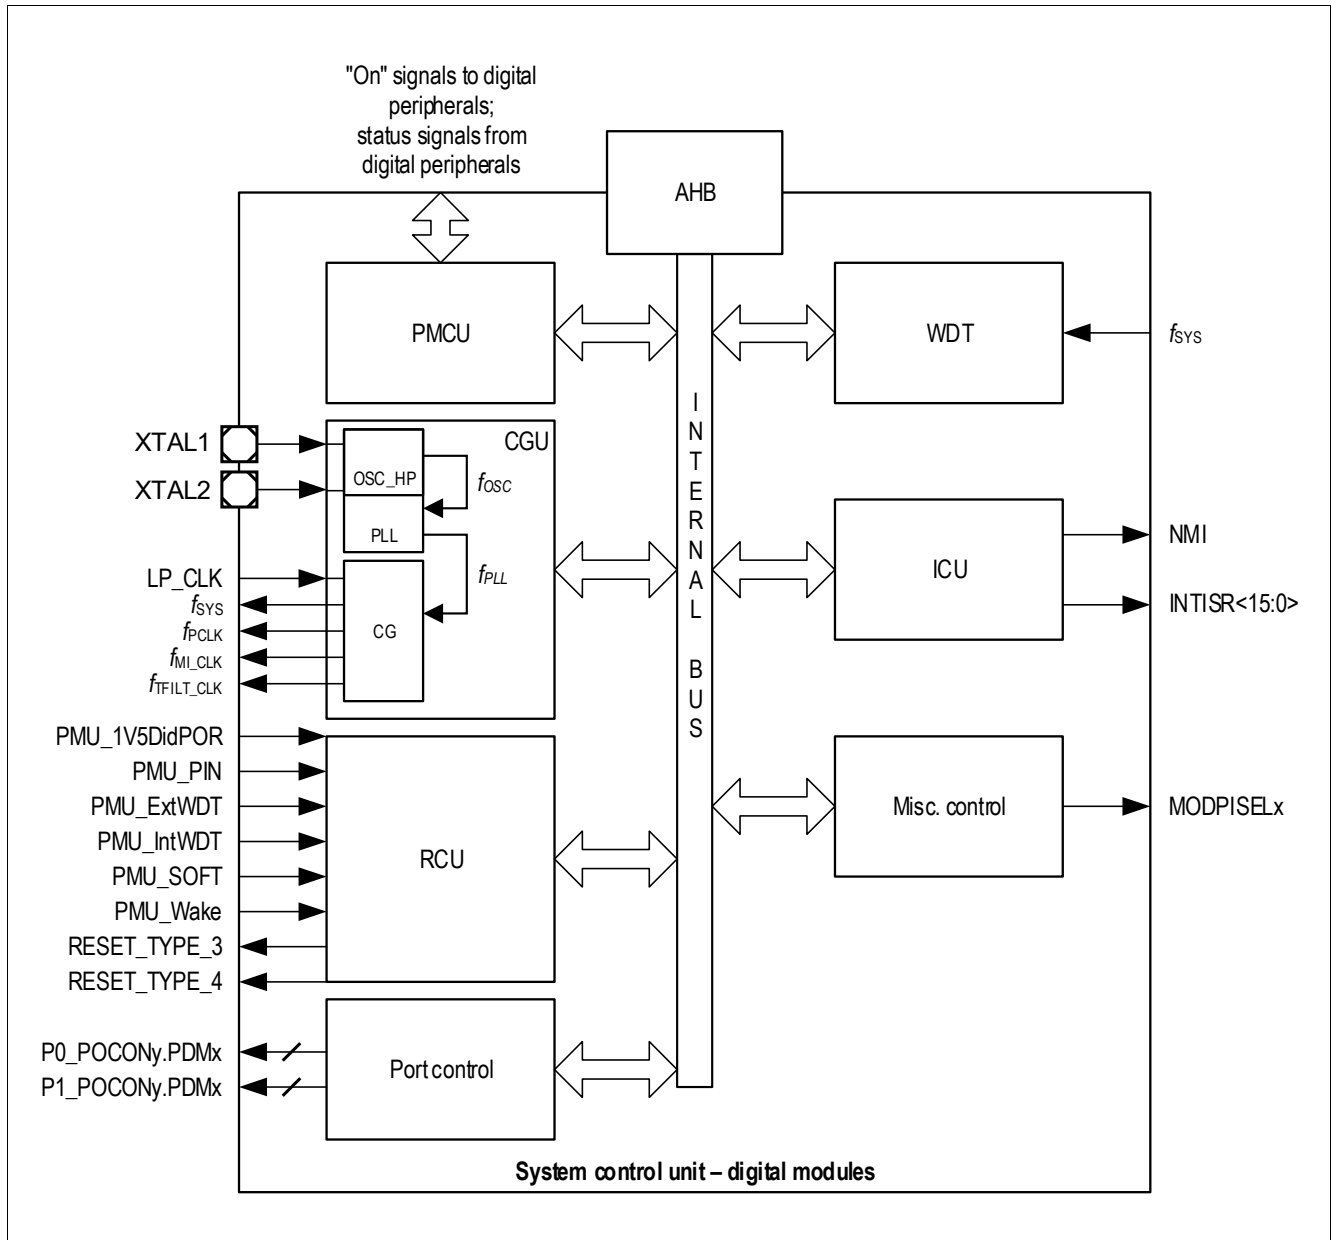 "On" signals to digital
peripherals;
status signals from
digital peripherals
AHB
PMCU
WDT
fSYS
INTERNAL BUS
XTAL1
XTAL2
CGU
OSC_HP
fOSC
PLL
fPLL
LP_CLK
fSYS
fPCLK
fMI_CLK
fTFILT_CLK
CG
ICU
NMI
INTISR<15:0>
PMU_1V5DidPOR
PMU_PIN
PMU_ExtWDT
PMU_IntWDT
PMU_SOFT
PMU_Wake
RESET_TYPE_3
RESET_TYPE_4
RCU
Misc. control
MODPISELx
P0_POCONy.PDMx
P1_POCONy.PDMx
Port control
System control unit – digital modules